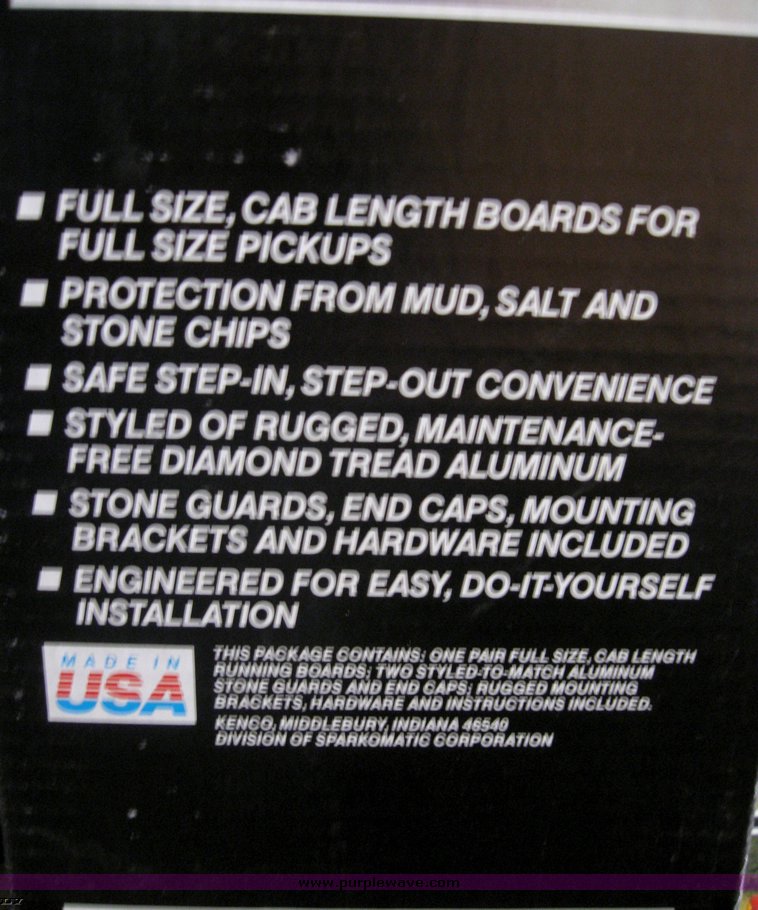 ■ FULL SIZE, CAB LENGTH BOARDS FOR
FULL SIZE PICKUPS
■ PROTECTION FROM MUD, SALT AND
STONE CHIPS
■ SAFE STEP-IN, STEP-OUT CONVENIENCE
■ STYLED OF RUGGED, MAINTENANCE-
FREE DIAMOND TREAD ALUMINUM
■ STONE GUARDS, END CAPS, MOUNTING
BRACKETS AND HARDWARE INCLUDED
■ ENGINEERED FOR EASY, DO-IT-YOURSELF
INSTALLATION
MADE IN
USA
THIS PACKAGE CONTAINS: ONE PAIR FULL SIZE, CAB LENGTH
RUNNING BOARDS; TWO STYLED-TO-MATCH ALUMINUM
STONE GUARDS AND END CAPS; RUGGED MOUNTING
BRACKETS, HARDWARE AND INSTRUCTIONS INCLUDED.
KENCO, MIDDLEBURY, INDIANA 46540
DIVISION OF SPARKOMATIC CORPORATION
www.purplewave.com